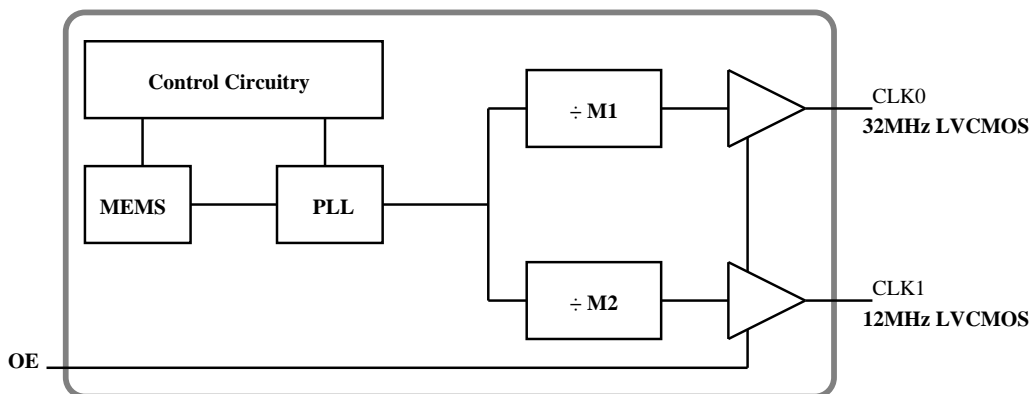 Control Circuitry
MEMS
PLL
÷ M1
÷ M2
CLK0
32MHz LVCMOS
CLK1
12MHz LVCMOS
OE